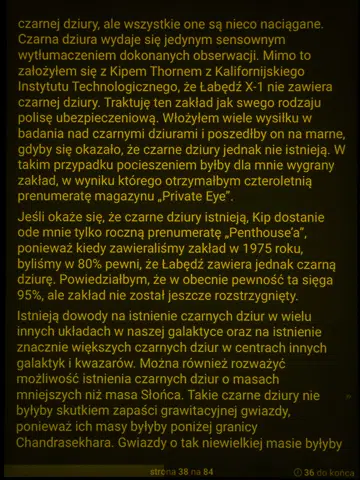 czarnej dziury, ale wszystkie one są nieco naciągane.
Czarna dziura wydaje się jedynym sensownym
wytłumaczeniem dokonanych obserwacji. Mimo to
założyłem się z Kipem Thornem z Kalifornijskiego
Instytutu Technologicznego, że Łabędź X-1 nie zawiera
czarnej dziury. Traktuję ten zakład jak swego rodzaju
polisę ubezpieczeniową. Włożyłem wiele wysiłku w
badania nad czarnymi dziurami i poszedłby on na marne,
gdyby się okazało, że czarne dziury jednak nie istnieją. W
takim przypadku pocieszeniem byłby dla mnie wygrany
zakład, w wyniku którego otrzymałbym czteroletnią
prenumeratę magazynu „Private Eye”.
Jeśli okaże się, że czarne dziury istnieją, Kip dostanie
ode mnie tylko roczną prenumeratę „Penthouse’a”,
ponieważ kiedy zawieraliśmy zakład w 1975 roku,
byliśmy w 80% pewni, że Łabędź zawiera jednak czarną
dziurę. Powiedziałbym, że w obecnie pewność ta sięga
95%, ale zakład nie został jeszcze rozstrzygnięty.
Istnieją dowody na istnienie czarnych dziur w wielu
innych układach w naszej galaktyce oraz na istnienie
znacznie większych czarnych dziur w centrach innych
galaktyk i kwazarów. Można również rozważyć
możliwość istnienia czarnych dziur o masach
mniejszych niż masa Słońca. Takie czarne dziury nie
byłyby skutkiem zapaści grawitacyjnej gwiazdy,
ponieważ ich masy byłyby poniżej granicy
Chandrasekhara. Gwiazdy o tak niewielkiej masie byłyby
strona 38 na 84
36 do końca